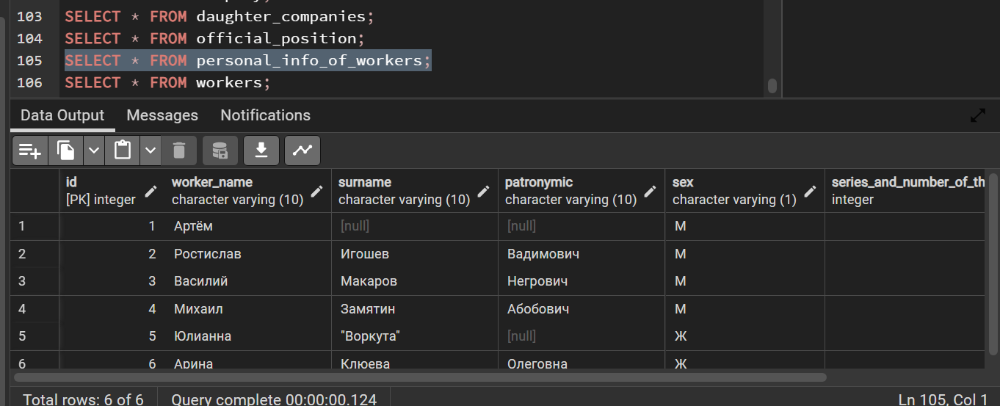 103 SELECT * FROM daughter_companies;
104 SELECT * FROM official_position;
105 SELECT * FROM personal_info_of_workers;
106 SELECT * FROM workers;
Data Output Messages Notifications
id worker_name surname patronymic sex series_and_number_of_th
[PK] integer character varying (10) character varying (10) character varying (10) character varying (1) integer
1 1 Артём [null] [null] М
2 2 Ростислав Игошев Вадимович М
3 3 Василий Макаров Негрович М
4 4 Михаил Замятин Абобович М
5 5 Юлианна "Воркута" [null] Ж
6 6 Арина Клюева Олеговна Ж
Total rows: 6 of 6 Query complete 00:00:00.124 Ln 105, Col 1